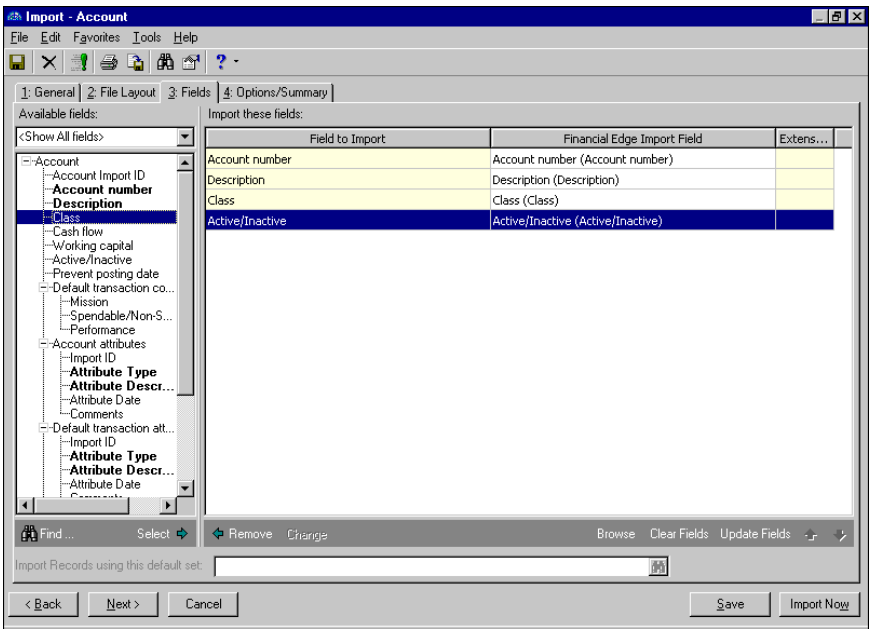 Import - Account
File Edit Favorites Tools Help
1: General 2: File Layout 3: Fields 4: Options/Summary
Available fields:
Import these fields:
<Show All fields>
Field to Import Financial Edge Import Field Extens...
Account number Account number (Account number)
Description Description (Description)
Class Class (Class)
Active/Inactive Active/Inactive (Active/Inactive)
Account
Account Import ID
Account number
Description
Class
Cash flow
Working capital
Active/Inactive
Prevent posting date
Default transaction co...
Mission
Spendable/Non-S...
Performance
Account attributes
Import ID
Attribute Type
Attribute Descr...
Attribute Date
Comments
Default transaction att...
Import ID
Attribute Type
Attribute Descr...
Attribute Date
Find ... Select Remove Change Browse Clear Fields Update Fields
Import Records using this default set:
< Back Next > Cancel Save Import Now